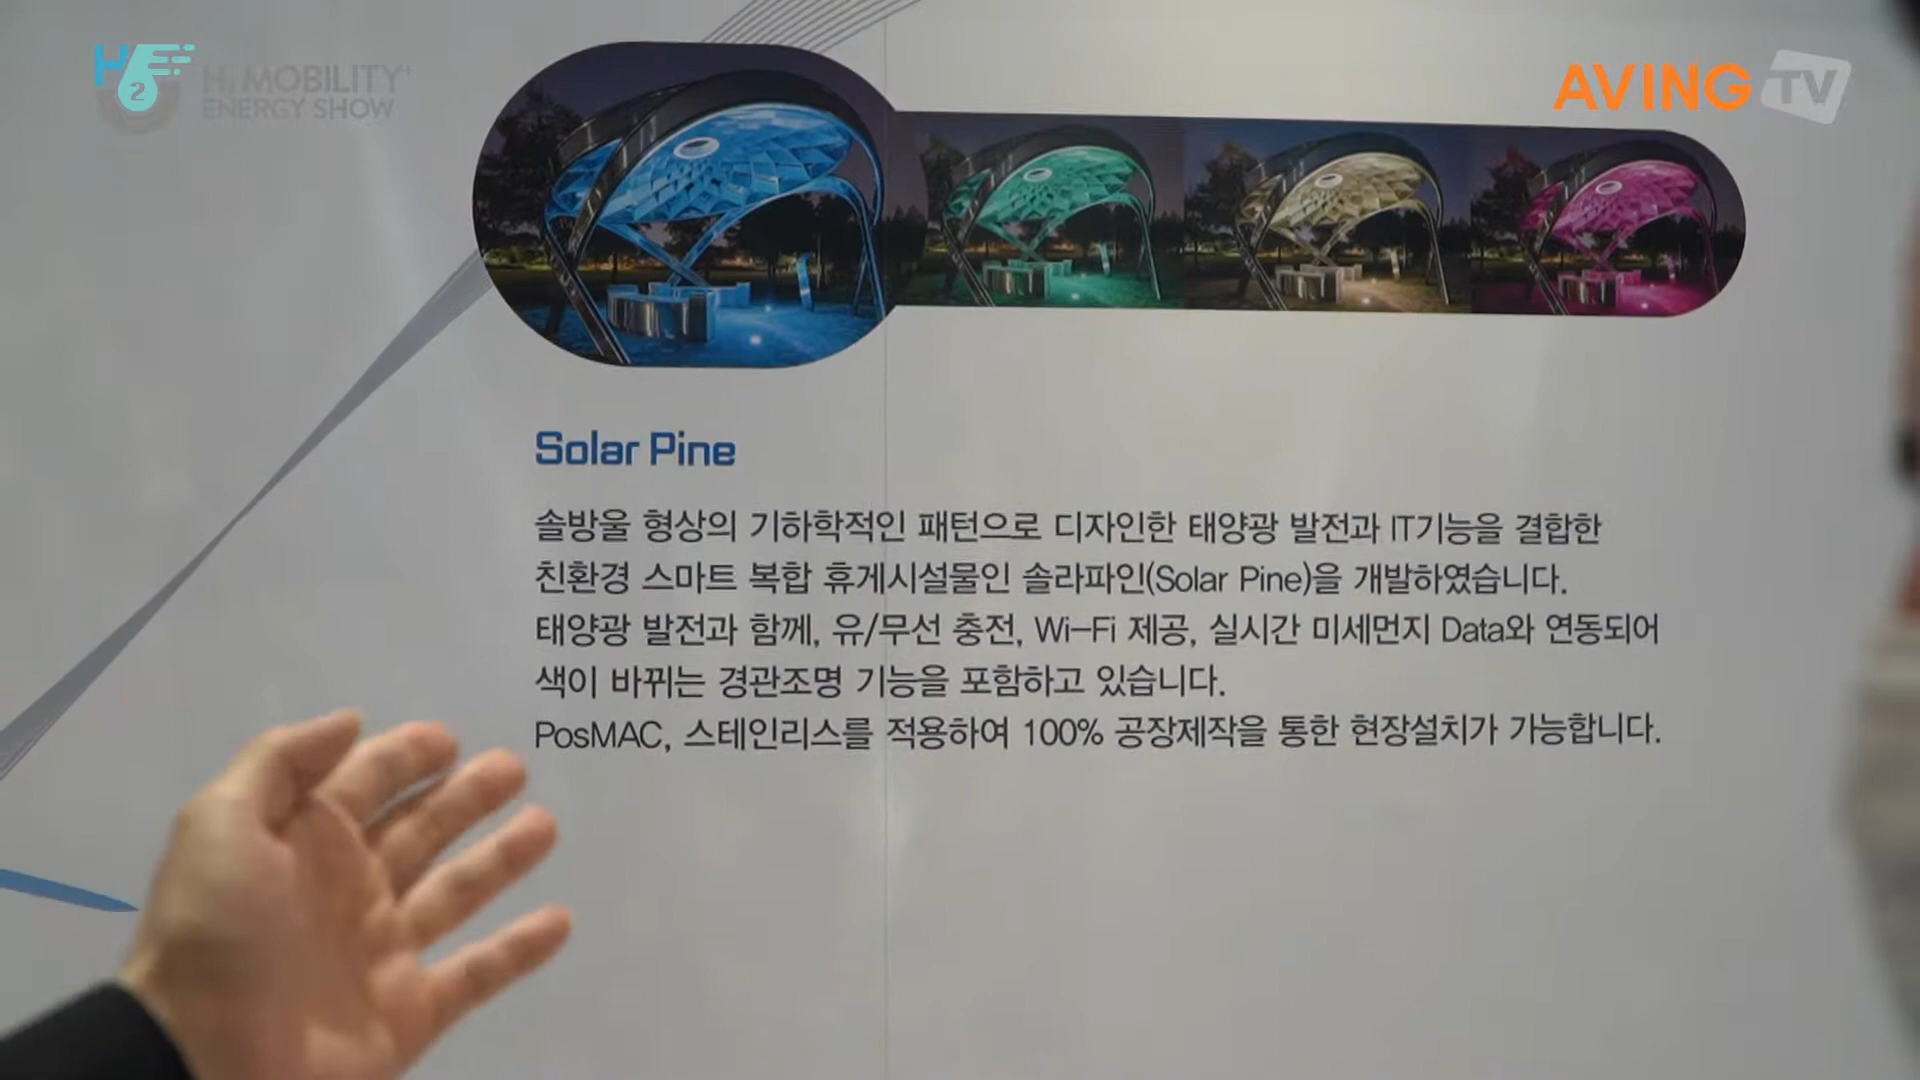 H2
H2 MOBILITY+
ENERGY SHOW
AVING TV
Solar Pine
솔방울 형상의 기하학적인 패턴으로 디자인한 태양광 발전과 IT기능을 결합한
친환경 스마트 복합 휴게시설물인 솔라파인(Solar Pine)을 개발하였습니다.
태양광 발전과 함께, 유/무선 충전, Wi-Fi 제공, 실시간 미세먼지 Data와 연동되어
색이 바뀌는 경관조명 기능을 포함하고 있습니다.
PosMAC, 스테인리스를 적용하여 100% 공장제작을 통한 현장설치가 가능합니다.